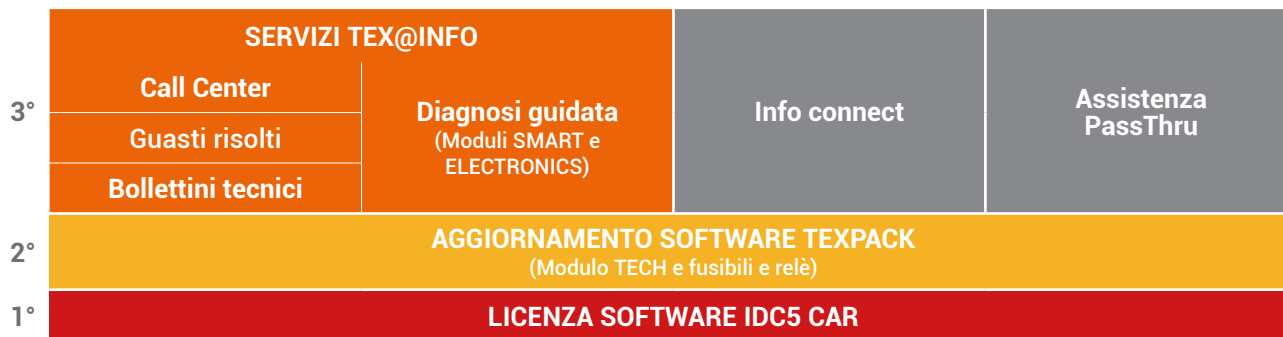 SERVIZI TEX@INFO
3°
Call Center
Guasti risolti
Bollettini tecnici
Diagnosi guidata
(Moduli SMART e
ELECTRONICS)
Info connect
Assistenza
PassThru
2°
AGGIORNAMENTO SOFTWARE TEXPACK
(Modulo TECH e fusibili e relè)
1°
LICENZA SOFTWARE IDC5 CAR